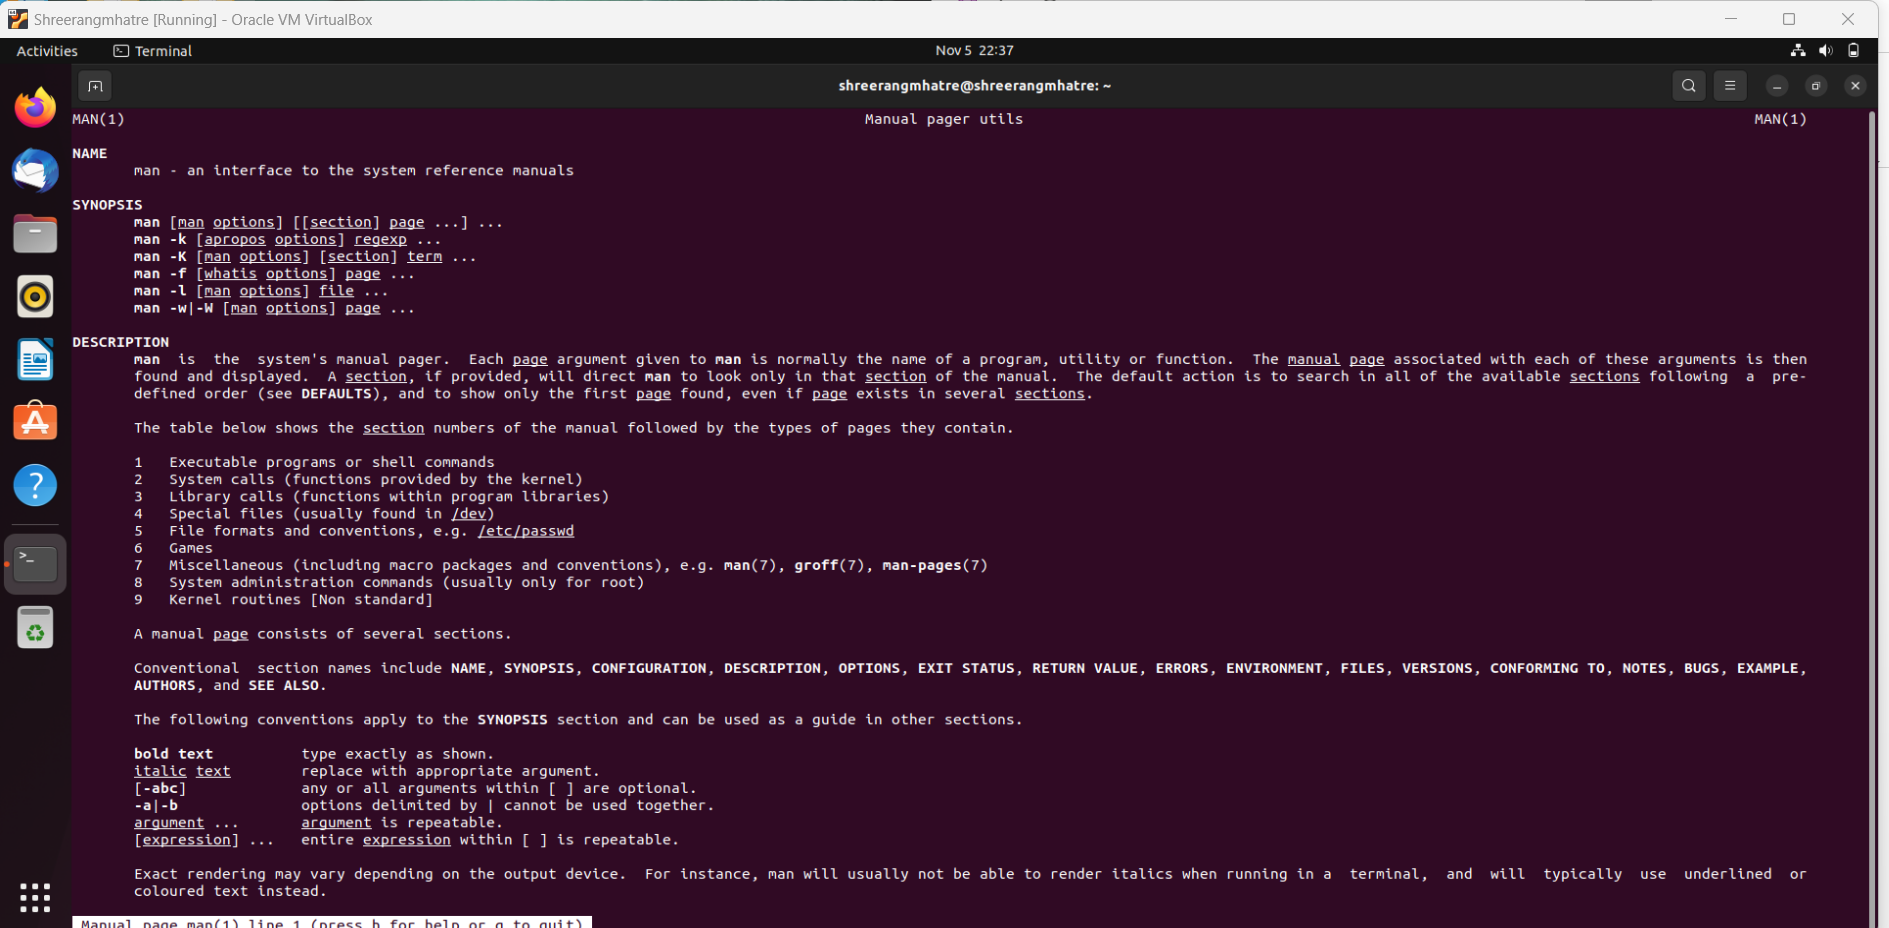 Shreerangmhatre [Running] - Oracle VM VirtualBox
Activities Terminal Nov 5 22:37
shreerangmhatre@shreerangmhatre: ~
MAN(1) Manual pager utils MAN(1)
NAME
man - an interface to the system reference manuals
SYNOPSIS
man [man options] [[section] page ...] ...
man -k [apropos options] regexp ...
man -K [man options] [section] term ...
man -f [whatis options] page ...
man -l [man options] file ...
man -w|-W [man options] page ...
DESCRIPTION
man is the system's manual pager. Each page argument given to man is normally the name of a program, utility or function. The manual page associated with each of these arguments is then
found and displayed. A section, if provided, will direct man to look only in that section of the manual. The default action is to search in all of the available sections following a pre-
defined order (see DEFAULTS), and to show only the first page found, even if page exists in several sections.
The table below shows the section numbers of the manual followed by the types of pages they contain.
1 Executable programs or shell commands
2 System calls (functions provided by the kernel)
3 Library calls (functions within program libraries)
4 Special files (usually found in /dev)
5 File formats and conventions, e.g. /etc/passwd
6 Games
7 Miscellaneous (including macro packages and conventions), e.g. man(7), groff(7), man-pages(7)
8 System administration commands (usually only for root)
9 Kernel routines [Non standard]
A manual page consists of several sections.
Conventional section names include NAME, SYNOPSIS, CONFIGURATION, DESCRIPTION, OPTIONS, EXIT STATUS, RETURN VALUE, ERRORS, ENVIRONMENT, FILES, VERSIONS, CONFORMING TO, NOTES, BUGS, EXAMPLE,
AUTHORS, and SEE ALSO.
The following conventions apply to the SYNOPSIS section and can be used as a guide in other sections.
bold text type exactly as shown.
italic text replace with appropriate argument.
[-abc] any or all arguments within [ ] are optional.
-a|-b options delimited by | cannot be used together.
argument ... argument is repeatable.
[expression] ... entire expression within [ ] is repeatable.
Exact rendering may vary depending on the output device. For instance, man will usually not be able to render italics when running in a terminal, and will typically use underlined or
coloured text instead.
Manual page man(1) line 1 (press h for help or q to quit)